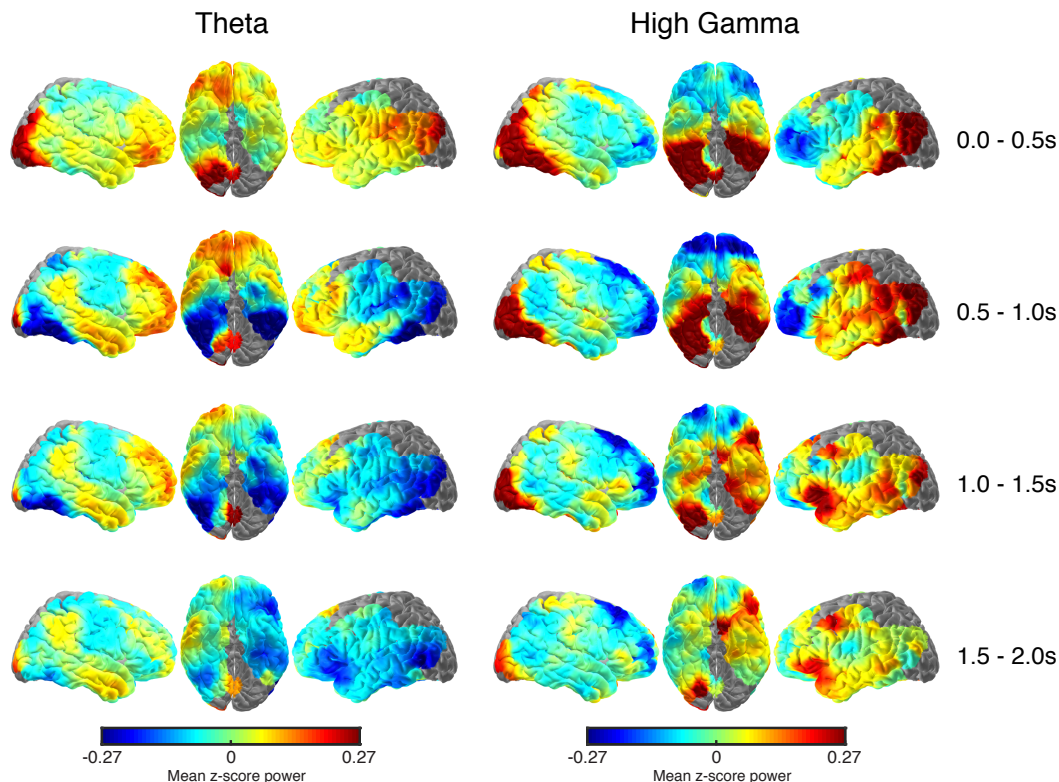 Theta
High Gamma
0.0 - 0.5s
0.5 - 1.0s
1.0 - 1.5s
1.5 - 2.0s
-0.27 0 0.27
Mean z-score power
-0.27 0 0.27
Mean z-score power